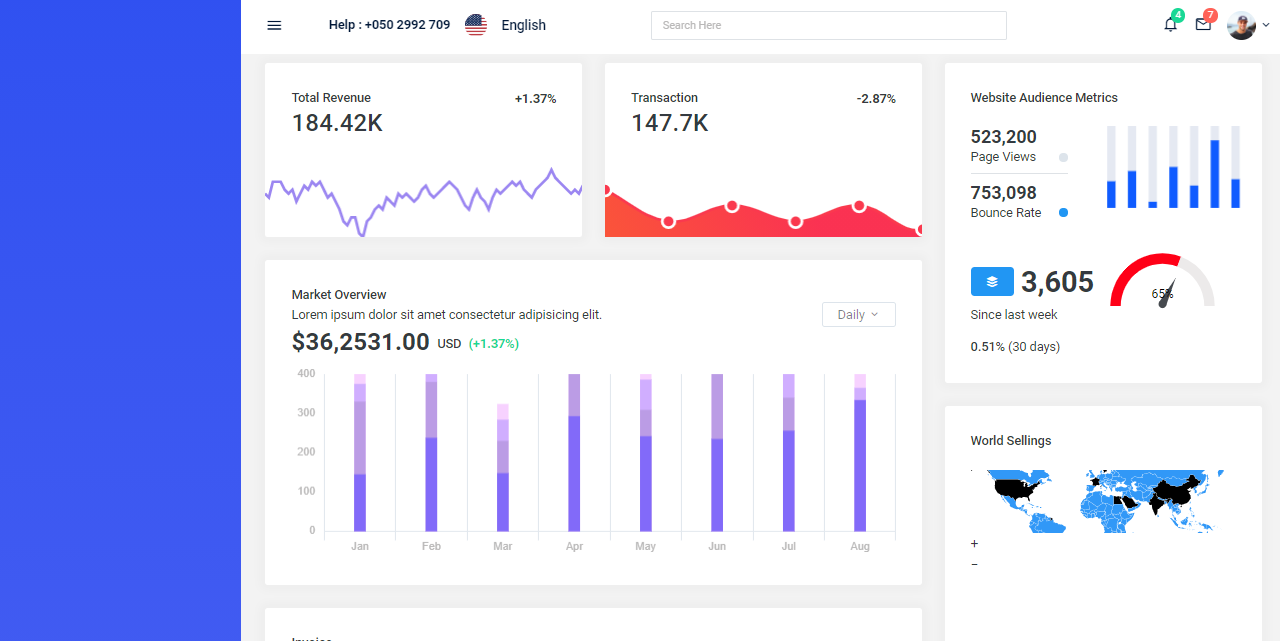 Help : +050 2992 709
English
Search Here
4
7
Total Revenue
+1.37%
184.42K
Transaction
-2.87%
147.7K
Website Audience Metrics
523,200
Page Views
753,098
Bounce Rate
3,605
65%
Since last week
0.51% (30 days)
Market Overview
Lorem ipsum dolor sit amet consectetur adipisicing elit.
Daily
$36,2531.00 USD (+1.37%)
400
300
200
100
0
Jan Feb Mar Apr May Jun Jul Aug
World Sellings
+
−